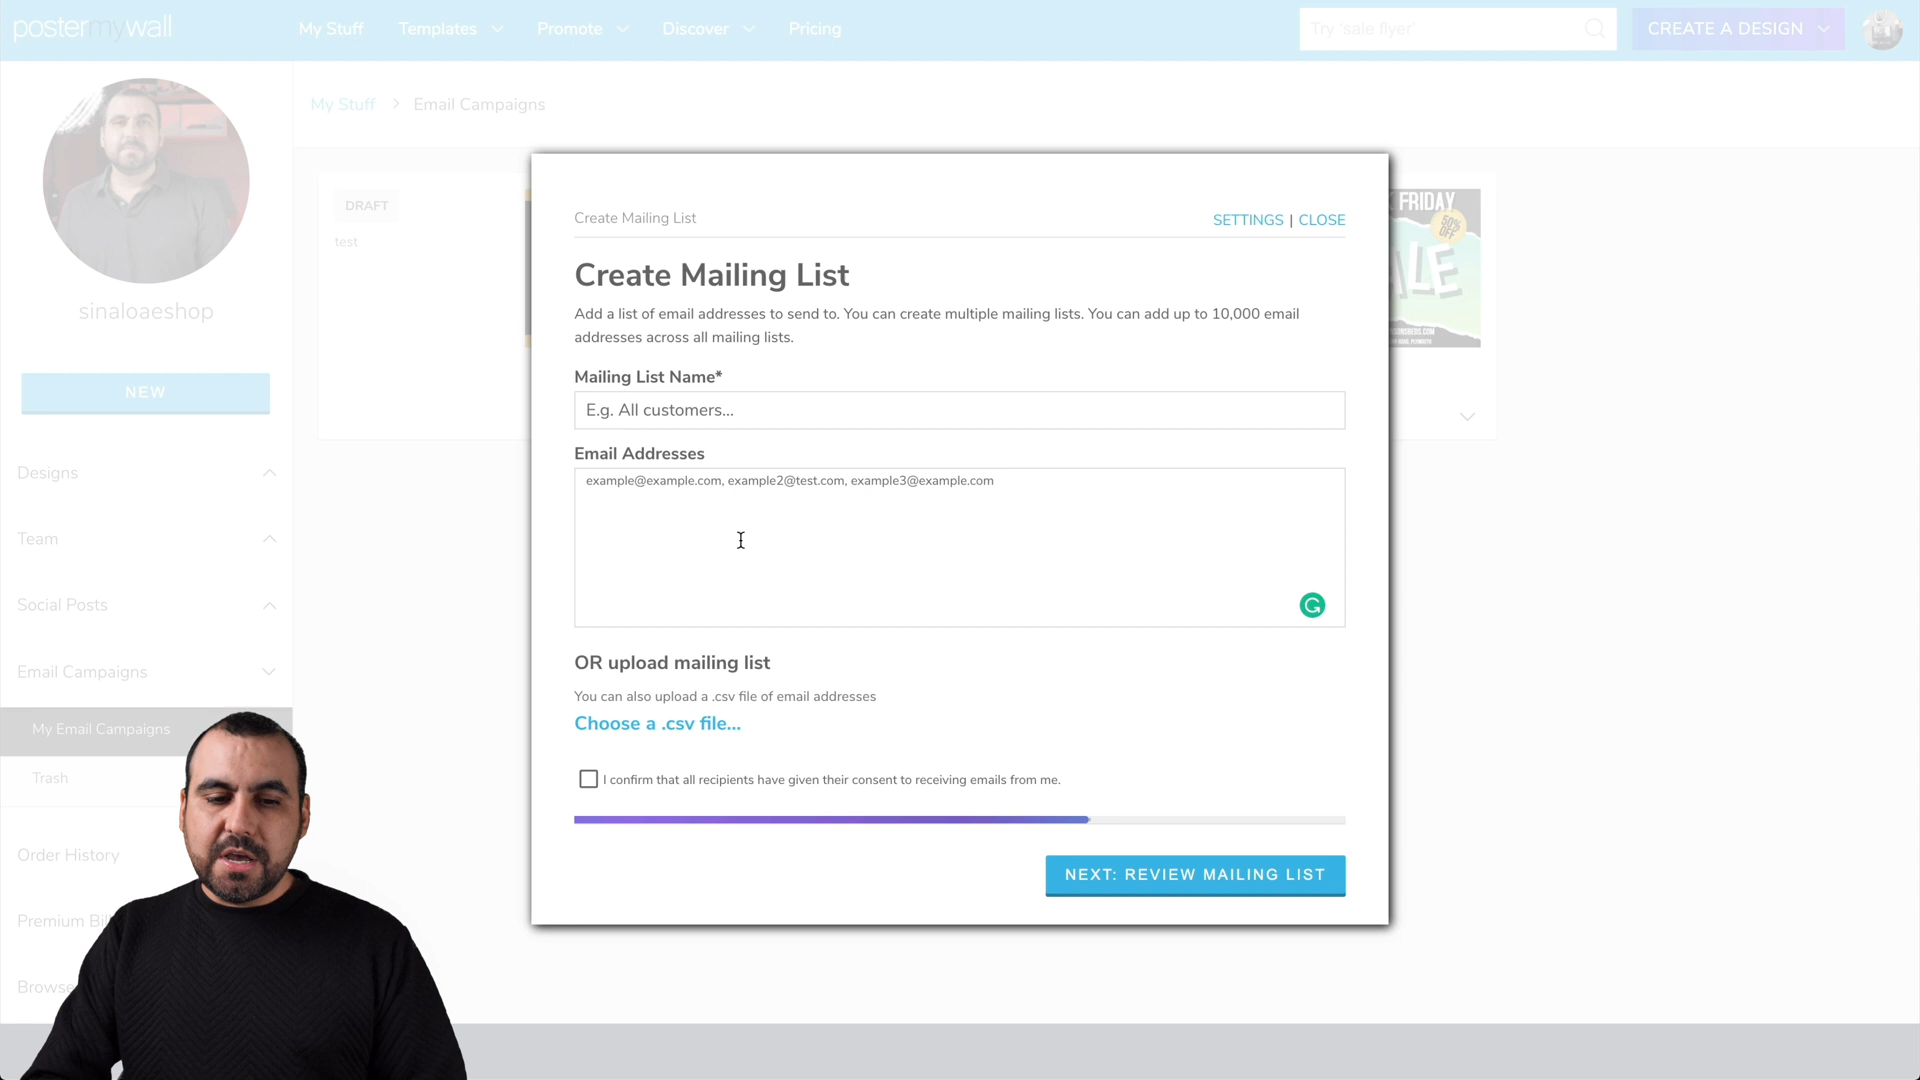 postermywall
My Stuff
Templates
Promote
Discover
Pricing
Try 'sale flyer'
CREATE A DESIGN
My Stuff > Email Campaigns
sinaloaeshop
NEW
Designs
Team
Social Posts
Email Campaigns
My Email Campaigns
Trash
Order History
Premium
Browse
DRAFT
test
FRIDAY
50%
OFF
ALE
Create Mailing List
SETTINGS | CLOSE
Create Mailing List
Add a list of email addresses to send to. You can create multiple mailing lists. You can add up to 10,000 email
addresses across all mailing lists.
Mailing List Name*
E.g. All customers...
Email Addresses
example@example.com, example2@test.com, example3@example.com
OR upload mailing list
You can also upload a .csv file of email addresses
Choose a .csv file...
I confirm that all recipients have given their consent to receiving emails from me.
NEXT: REVIEW MAILING LIST